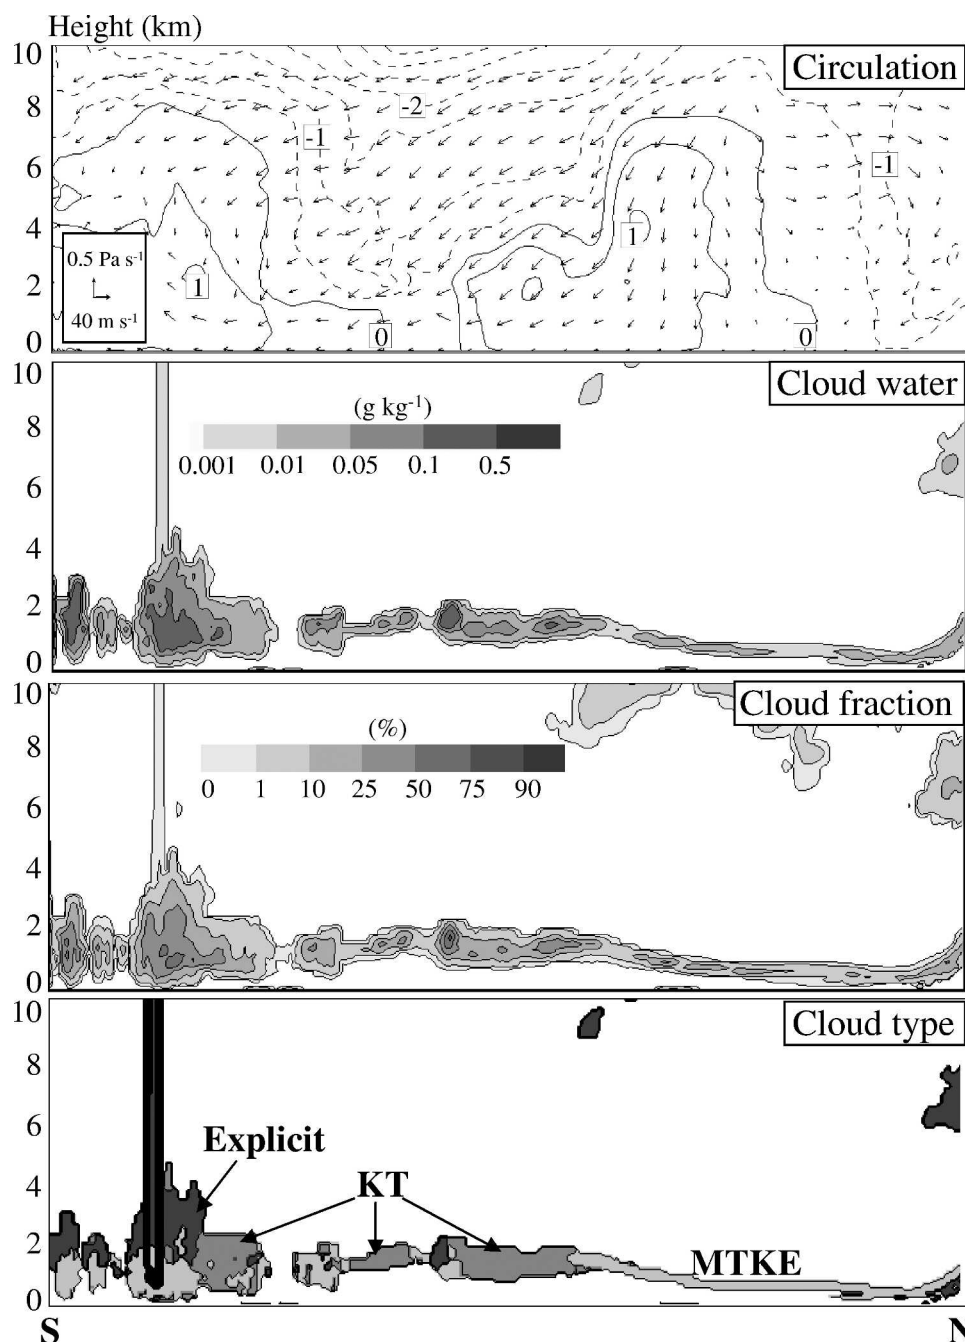 Height (km)
10
Circulation
8
-2
-1
6
-1
4
1
0.5 Pa s-1
2
1
40 m s-1
0
0
0
10
Cloud water
8
(g kg-1)
0.001 0.01 0.05 0.1 0.5
6
4
2
0
10
Cloud fraction
8
(%)
0 1 10 25 50 75 90
6
4
2
0
10
Cloud type
8
6
Explicit
4
KT
2
MTKE
0
S N